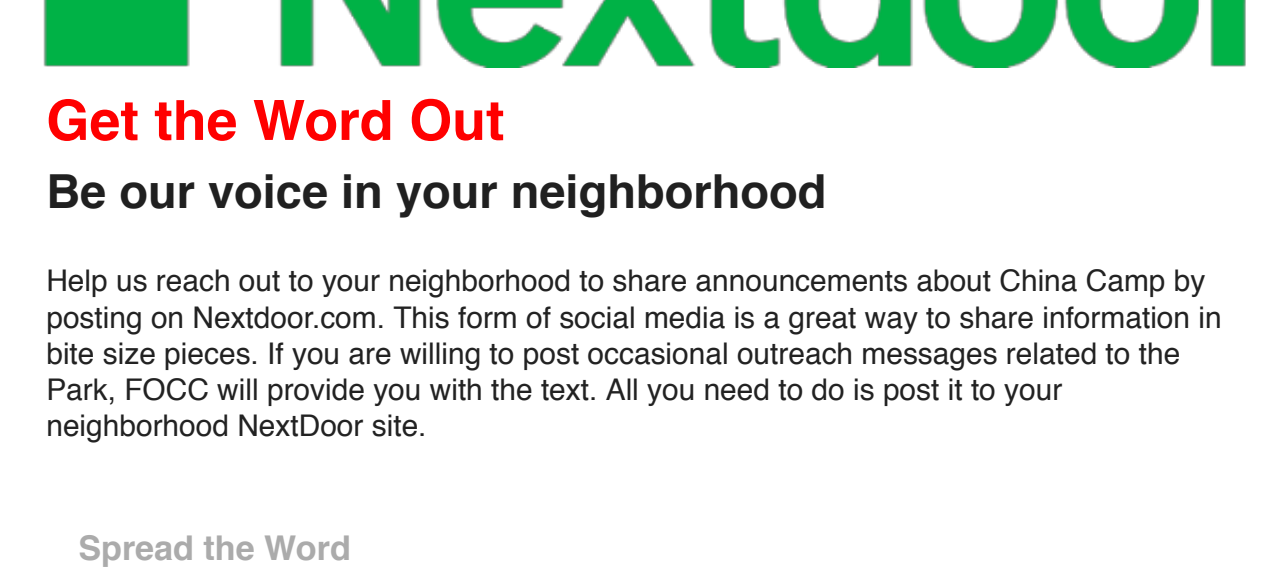 Nextdoor
Get the Word Out
Be our voice in your neighborhood
Help us reach out to your neighborhood to share announcements about China Camp by
posting on Nextdoor.com. This form of social media is a great way to share information in
bite size pieces. If you are willing to post occasional outreach messages related to the
Park, FOCC will provide you with the text. All you need to do is post it to your
neighborhood NextDoor site.
Spread the Word